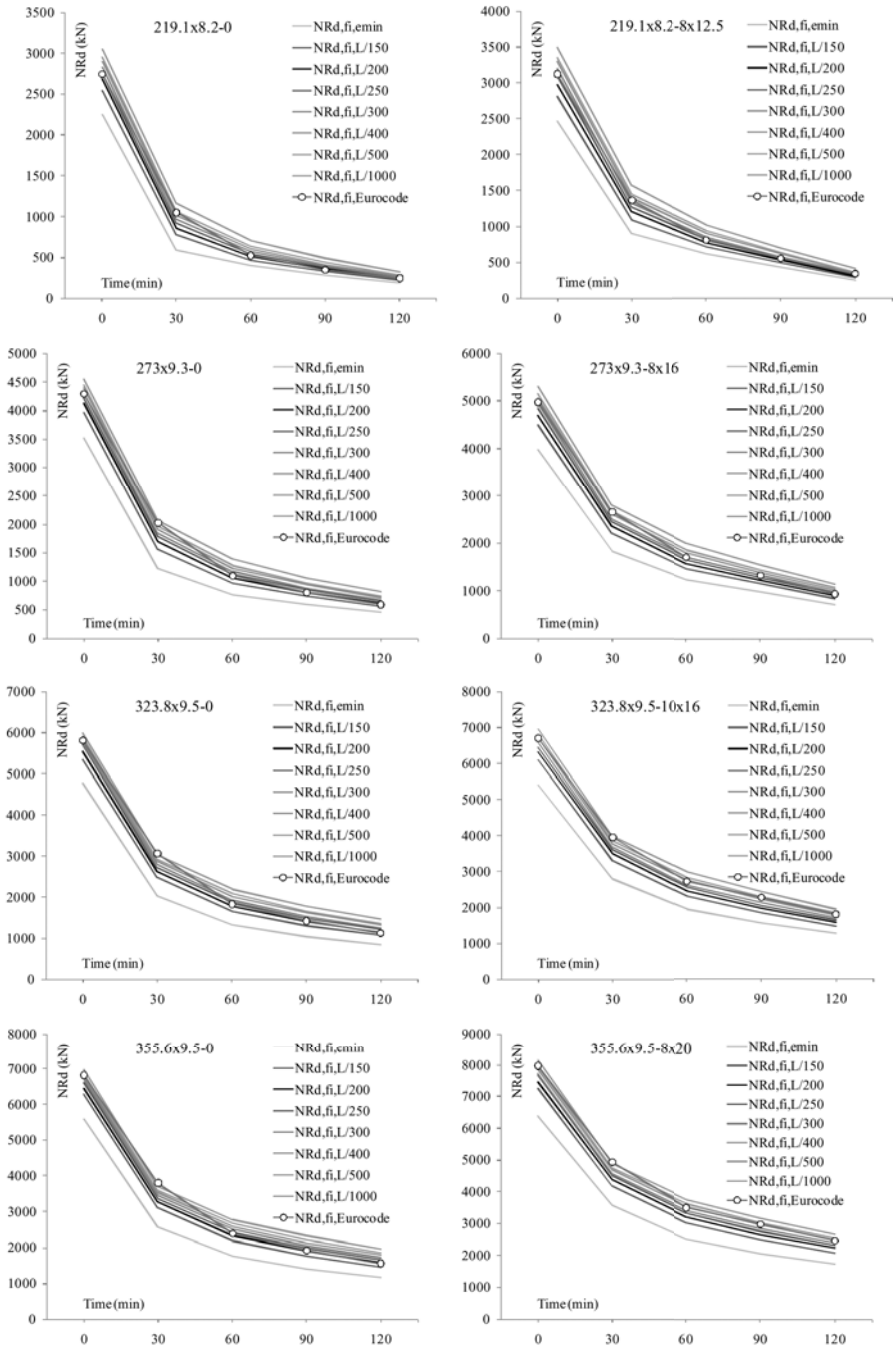 219.1x8.2-0
NRd (kN)
3500
3000
2500
2000
1500
1000
500
0
Time (min)
0 30 60 90 120
NRd,fi,emin
NRd,fi,L/150
NRd,fi,L/200
NRd,fi,L/250
NRd,fi,L/300
NRd,fi,L/400
NRd,fi,L/500
NRd,fi,L/1000
NRd,fi,Eurocode
219.1x8.2-8x12.5
NRd (kN)
4000
3500
3000
2500
2000
1500
1000
500
0
Time (min)
0 30 60 90 120
NRd,fi,emin
NRd,fi,L/150
NRd,fi,L/200
NRd,fi,L/250
NRd,fi,L/300
NRd,fi,L/400
NRd,fi,L/500
NRd,fi,L/1000
NRd,fi,Eurocode
273x9.3-0
NRd (kN)
5000
4500
4000
3500
3000
2500
2000
1500
1000
500
0
Time (min)
0 30 60 90 120
NRd,fi,emin
NRd,fi,L/150
NRd,fi,L/200
NRd,fi,L/250
NRd,fi,L/300
NRd,fi,L/400
NRd,fi,L/500
NRd,fi,L/1000
NRd,fi,Eurocode
273x9.3-8x16
NRd (kN)
6000
5000
4000
3000
2000
1000
0
Time (min)
0 30 60 90 120
NRd,fi,emin
NRd,fi,L/150
NRd,fi,L/200
NRd,fi,L/250
NRd,fi,L/300
NRd,fi,L/400
NRd,fi,L/500
NRd,fi,L/1000
NRd,fi,Eurocode
323.8x9.5-0
NRd (kN)
7000
6000
5000
4000
3000
2000
1000
0
Time (min)
0 30 60 90 120
NRd,fi,emin
NRd,fi,L/150
NRd,fi,L/200
NRd,fi,L/250
NRd,fi,L/300
NRd,fi,L/400
NRd,fi,L/500
NRd,fi,L/1000
NRd,fi,Eurocode
323.8x9.5-10x16
NRd (kN)
8000
7000
6000
5000
4000
3000
2000
1000
0
Time (min)
0 30 60 90 120
NRd,fi,emin
NRd,fi,L/150
NRd,fi,L/200
NRd,fi,L/250
NRd,fi,L/300
NRd,fi,L/400
NRd,fi,L/500
NRd,fi,L/1000
NRd,fi,Eurocode
355.6x9.5-0
NRd (kN)
8000
7000
6000
5000
4000
3000
2000
1000
0
Time (min)
0 30 60 90 120
NRd,fi,emin
NRd,fi,L/150
NRd,fi,L/200
NRd,fi,L/250
NRd,fi,L/300
NRd,fi,L/400
NRd,fi,L/500
NRd,fi,L/1000
NRd,fi,Eurocode
355.6x9.5-8x20
NRd (kN)
9000
8000
7000
6000
5000
4000
3000
2000
1000
0
Time (min)
0 30 60 90 120
NRd,fi,emin
NRd,fi,L/150
NRd,fi,L/200
NRd,fi,L/250
NRd,fi,L/300
NRd,fi,L/400
NRd,fi,L/500
NRd,fi,L/1000
NRd,fi,Eurocode